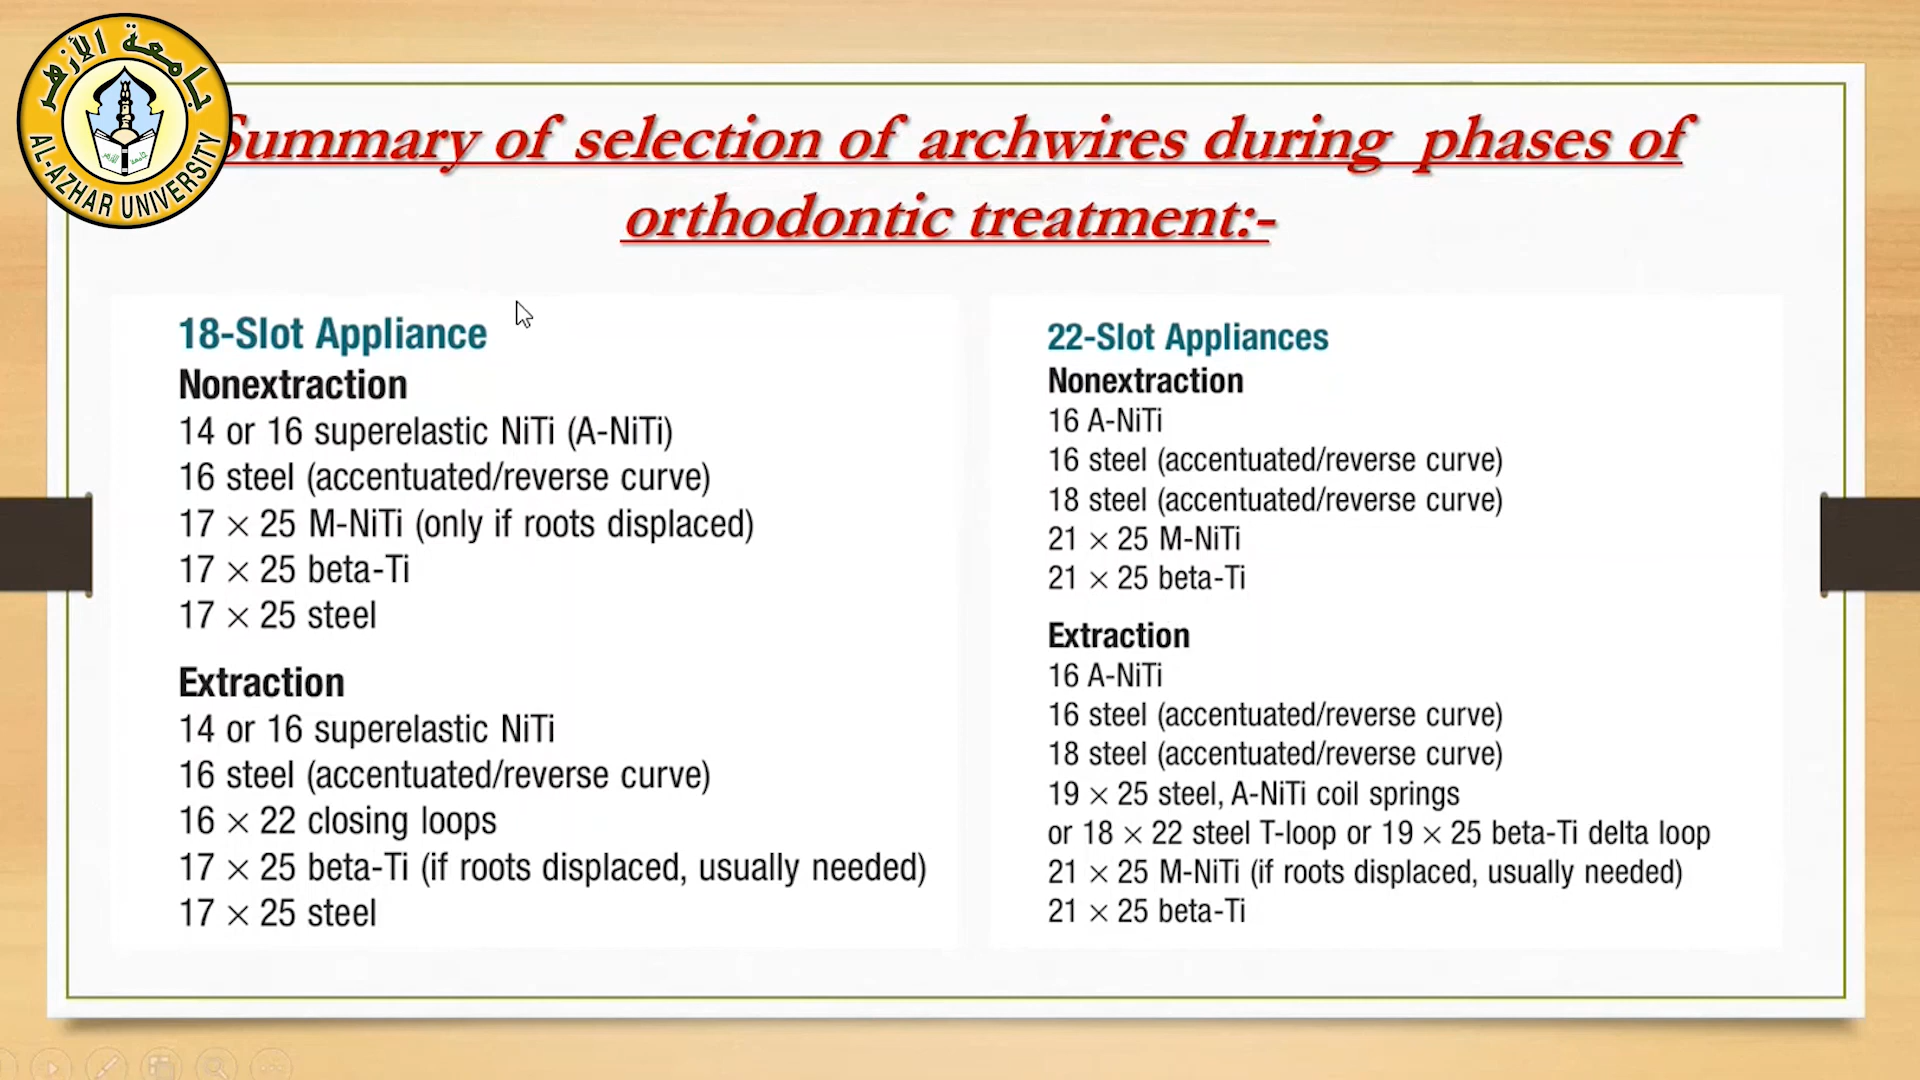 جامعة الأزهر
AL-AZHAR UNIVERSITY
Summary of selection of archwires during phases of
orthodontic treatment:-
18-Slot Appliance
Nonextraction
14 or 16 superelastic NiTi (A-NiTi)
16 steel (accentuated/reverse curve)
17 × 25 M-NiTi (only if roots displaced)
17 × 25 beta-Ti
17 × 25 steel
Extraction
14 or 16 superelastic NiTi
16 steel (accentuated/reverse curve)
16 × 22 closing loops
17 × 25 beta-Ti (if roots displaced, usually needed)
17 × 25 steel
22-Slot Appliances
Nonextraction
16 A-NiTi
16 steel (accentuated/reverse curve)
18 steel (accentuated/reverse curve)
21 × 25 M-NiTi
21 × 25 beta-Ti
Extraction
16 A-NiTi
16 steel (accentuated/reverse curve)
18 steel (accentuated/reverse curve)
19 × 25 steel, A-NiTi coil springs
or 18 × 22 steel T-loop or 19 × 25 beta-Ti delta loop
21 × 25 M-NiTi (if roots displaced, usually needed)
21 × 25 beta-Ti